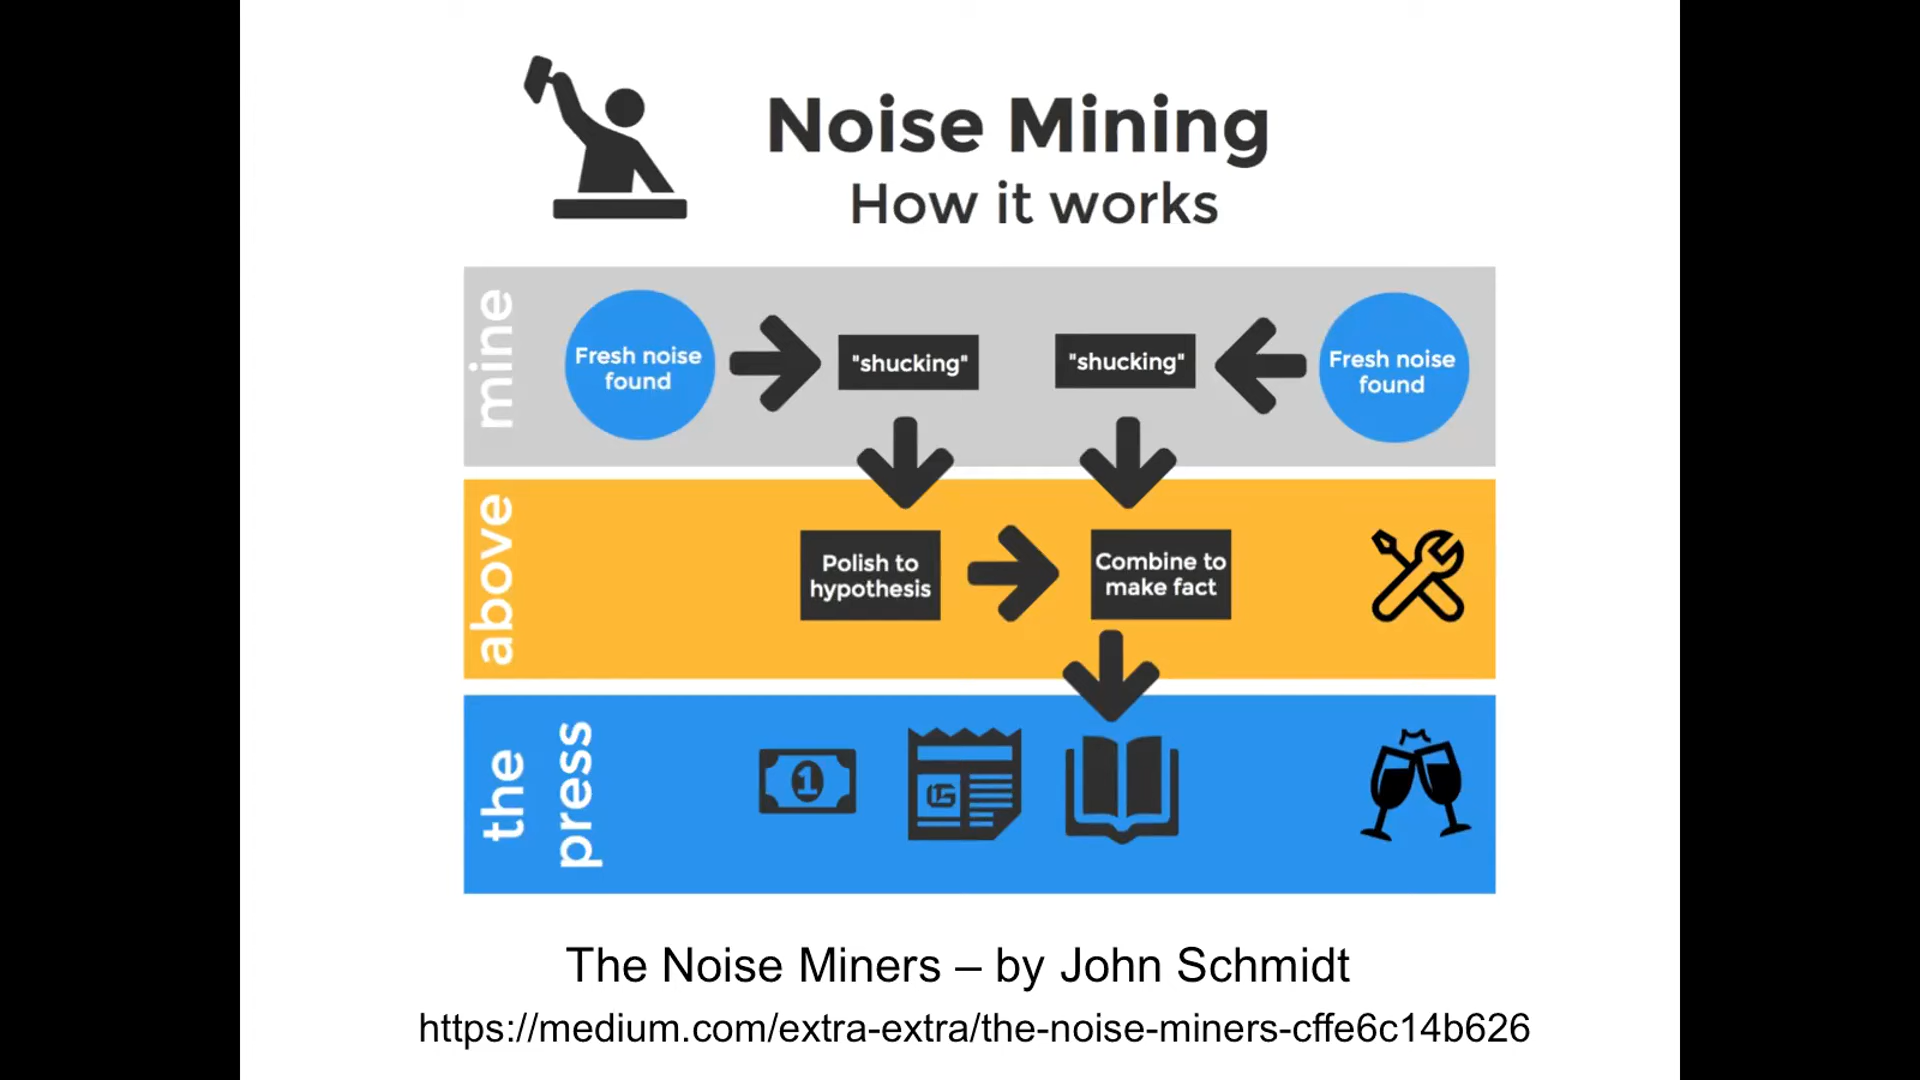 Noise Mining
How it works
mine
Fresh noise
found
"shucking"
"shucking"
Fresh noise
found
above
Polish to
hypothesis
Combine to
make fact
the
press
1
The Noise Miners – by John Schmidt
https://medium.com/extra-extra/the-noise-miners-cffe6c14b626